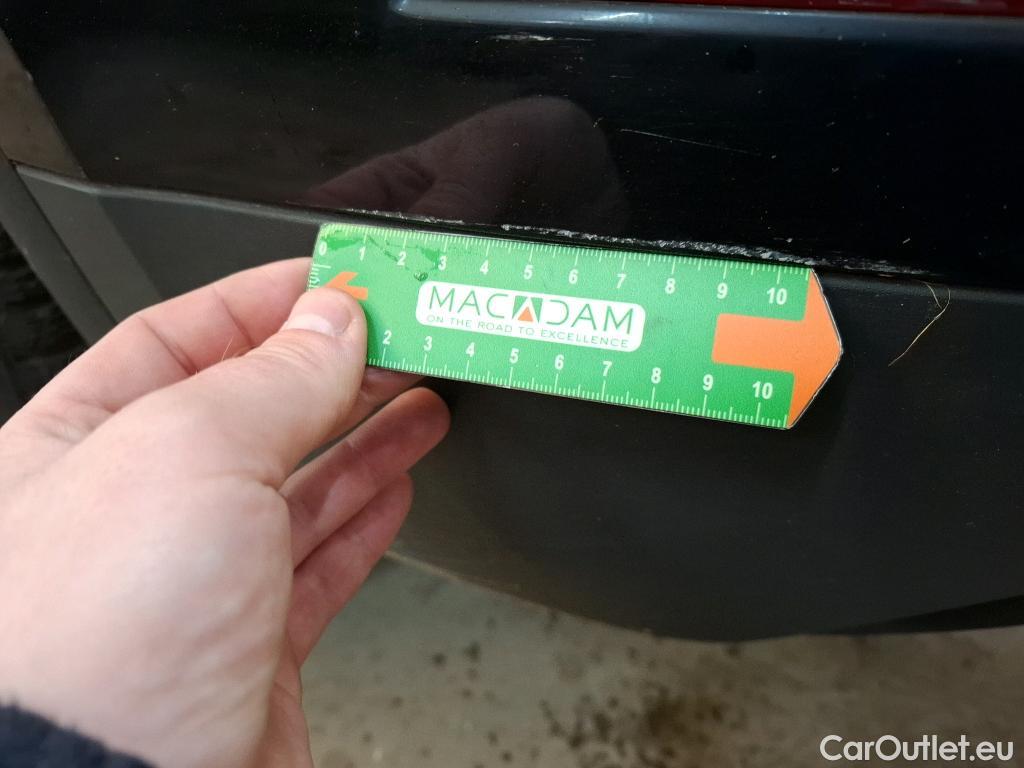 0 1 2 3 4 5 6 7 8 9 10
MACADAM
ON THE ROAD TO EXCELLENCE
2 3 4 5 6 7 8 9 10
CarOutlet.eu